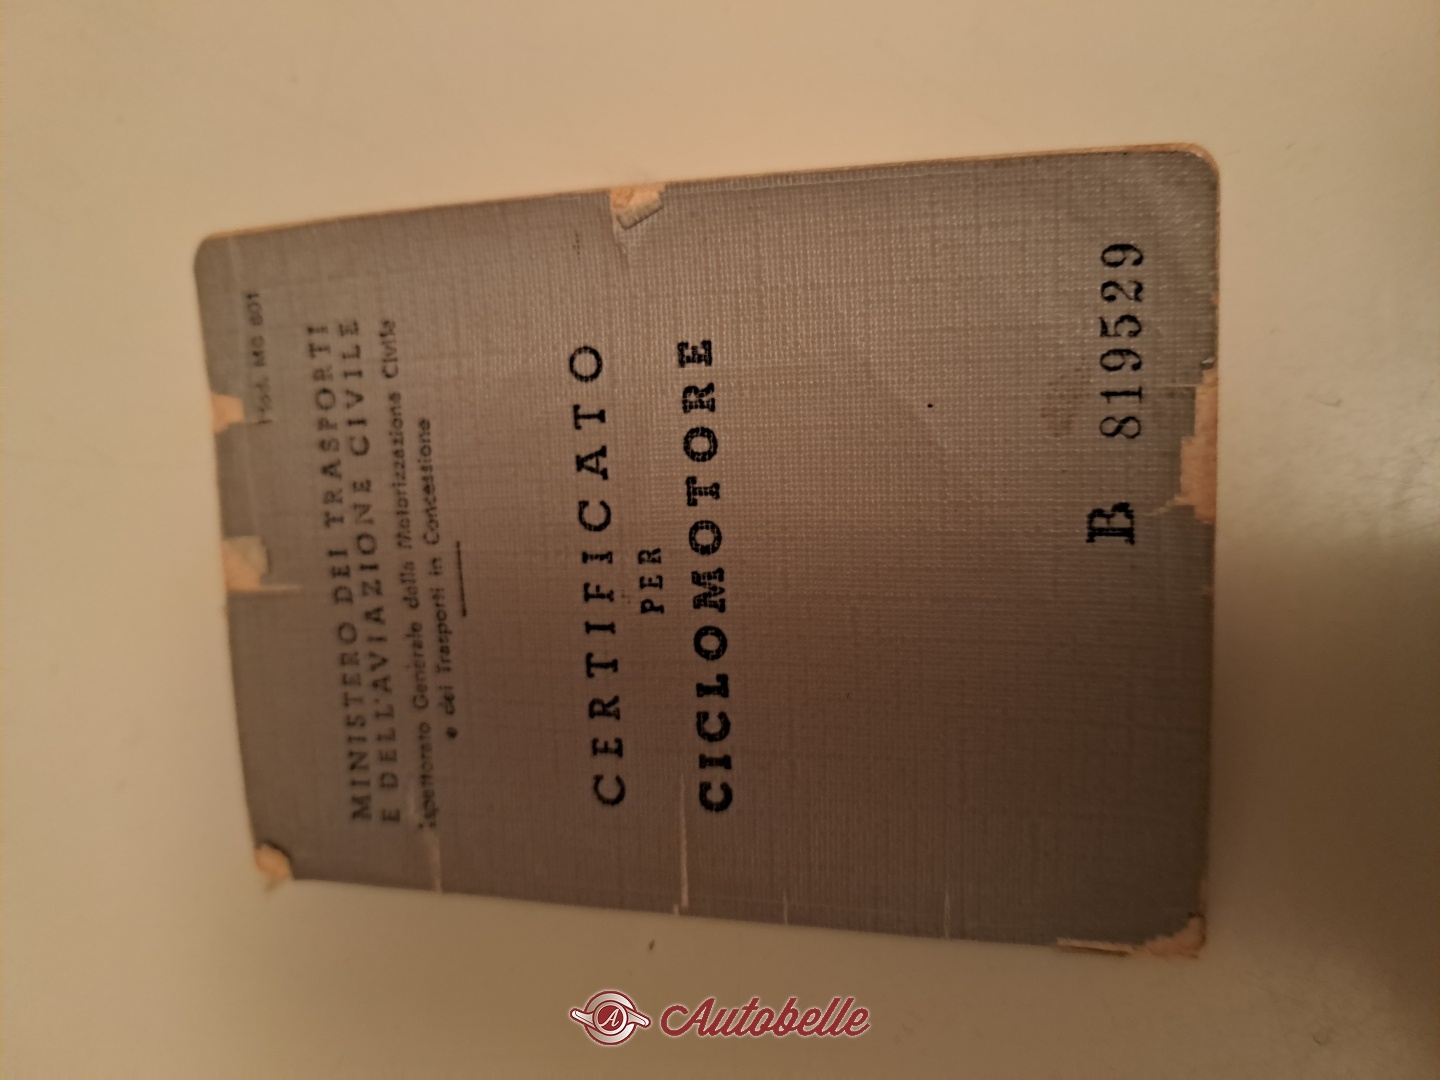 Mod. MC 801
MINISTERO DEI TRASPORTI
E DELL'AVIAZIONE CIVILE
Ispettorato Generale della Motorizzazione Civile
e dei Trasporti in Concessione
CERTIFICATO
PER
CICLOMOTORE
B 819529
Autobelle